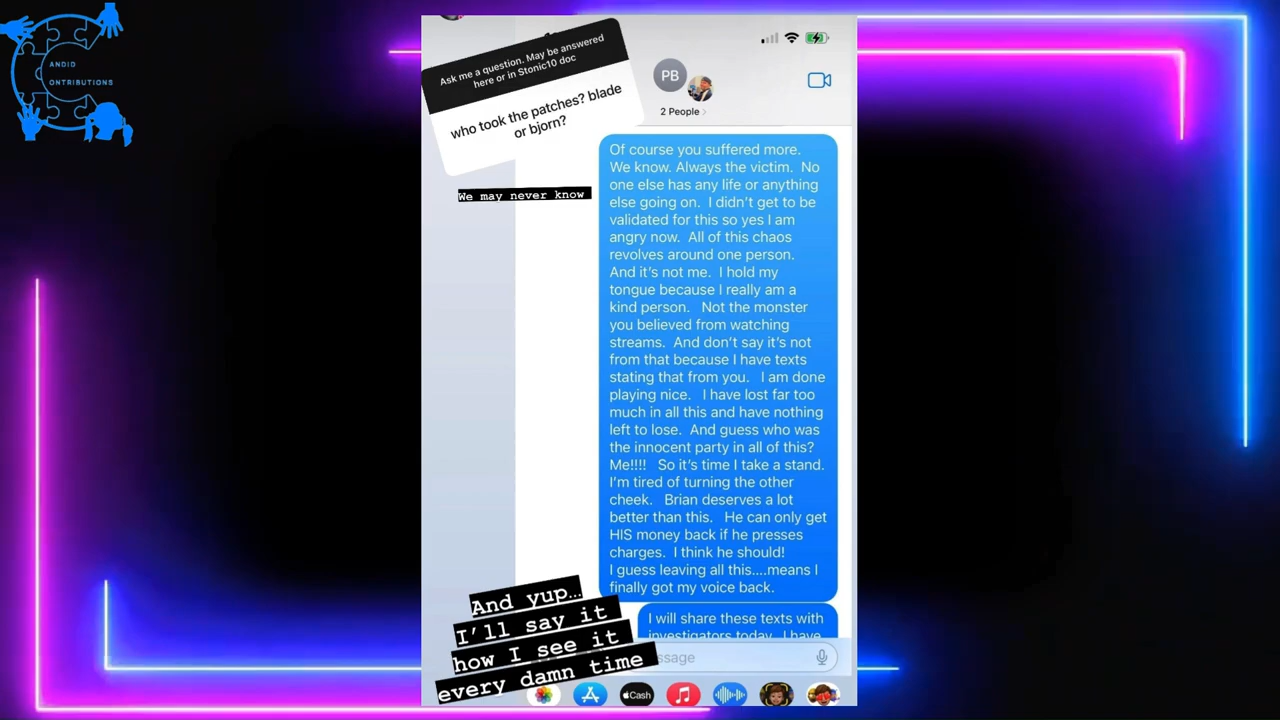 ANDID
ONTRIBUTIONS
Ask me a question. May be answered
here or in Stonic10 doc
who took the patches? blade
or bjorn?
We may never know
PB
2 People
Of course you suffered more.
We know. Always the victim. No
one else has any life or anything
else going on. I didn't get to be
validated for this so yes I am
angry now. All of this chaos
revolves around one person.
And it's not me. I hold my
tongue because I really am a
kind person. Not the monster
you believed from watching
streams. And don't say it's not
from that because I have texts
stating that from you. I am done
playing nice. I have lost far too
much in all this and have nothing
left to lose. And guess who was
the innocent party in all of this?
Me!!!! So it's time I take a stand.
I'm tired of turning the other
cheek. Brian deserves a lot
better than this. He can only get
HIS money back if he presses
charges. I think he should!
I guess leaving all this....means I
finally got my voice back.
I will share these texts with
investigators today. I have
ssage
And yup…
I'll say it
how I see it
every damn time
Cash